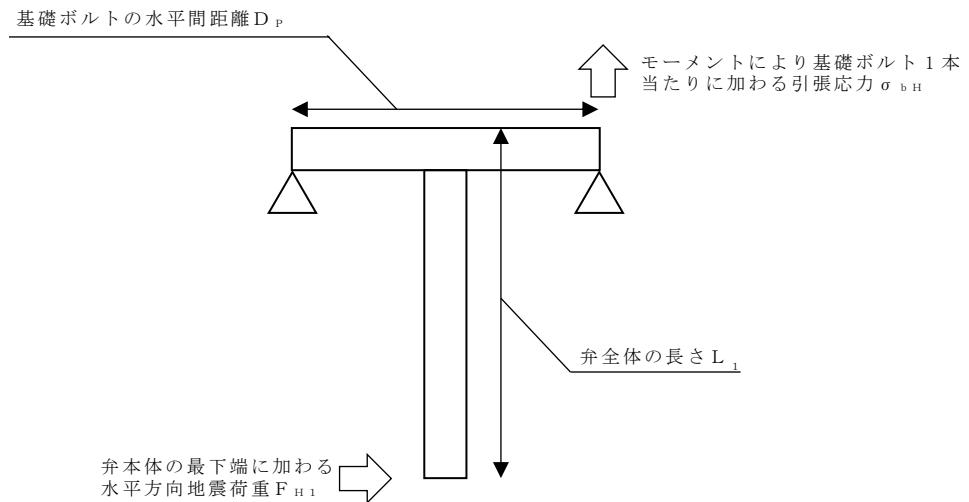 基礎ボルトの水平間距離Dₚ
モーメントにより基礎ボルト1本
当たりに加わる引張応力σbH
弁全体の長さL₁
弁本体の最下端に加わる
水平方向地震荷重FH1